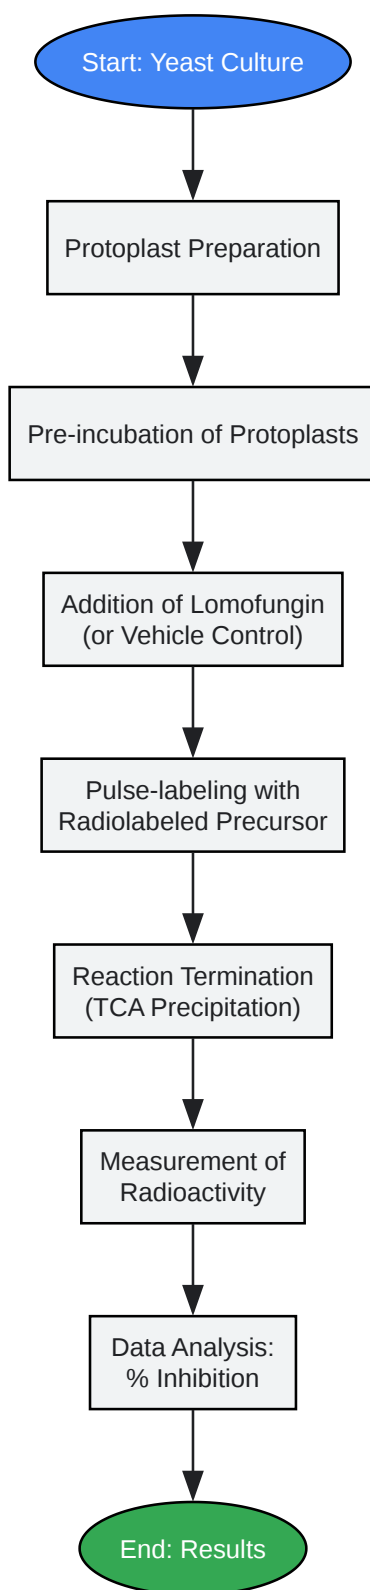 Start: Yeast Culture
Protoplast Preparation
Pre-incubation of Protoplasts
Addition of Lomofungin
(or Vehicle Control)
Pulse-labeling with
Radiolabeled Precursor
Reaction Termination
(TCA Precipitation)
Measurement of
Radioactivity
Data Analysis:
% Inhibition
End: Results